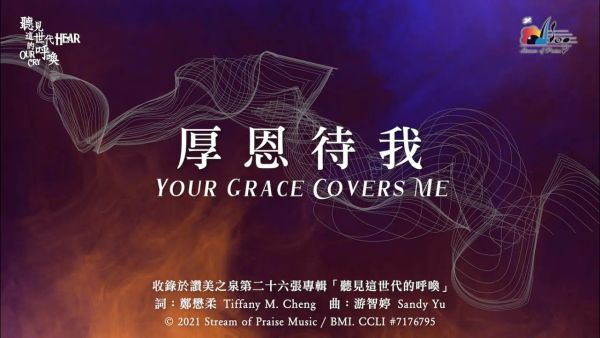 聽見
這世代
的呼喚
HEAR
OUR
CRY
Stream of Praise
厚恩待我
YOUR GRACE COVERS ME
收錄於讚美之泉第二十六張專輯「聽見這世代的呼喚」
詞：鄭懋柔 Tiffany M. Cheng 曲：游智婷 Sandy Yu
© 2021 Stream of Praise Music / BMI. CCLI #7176795